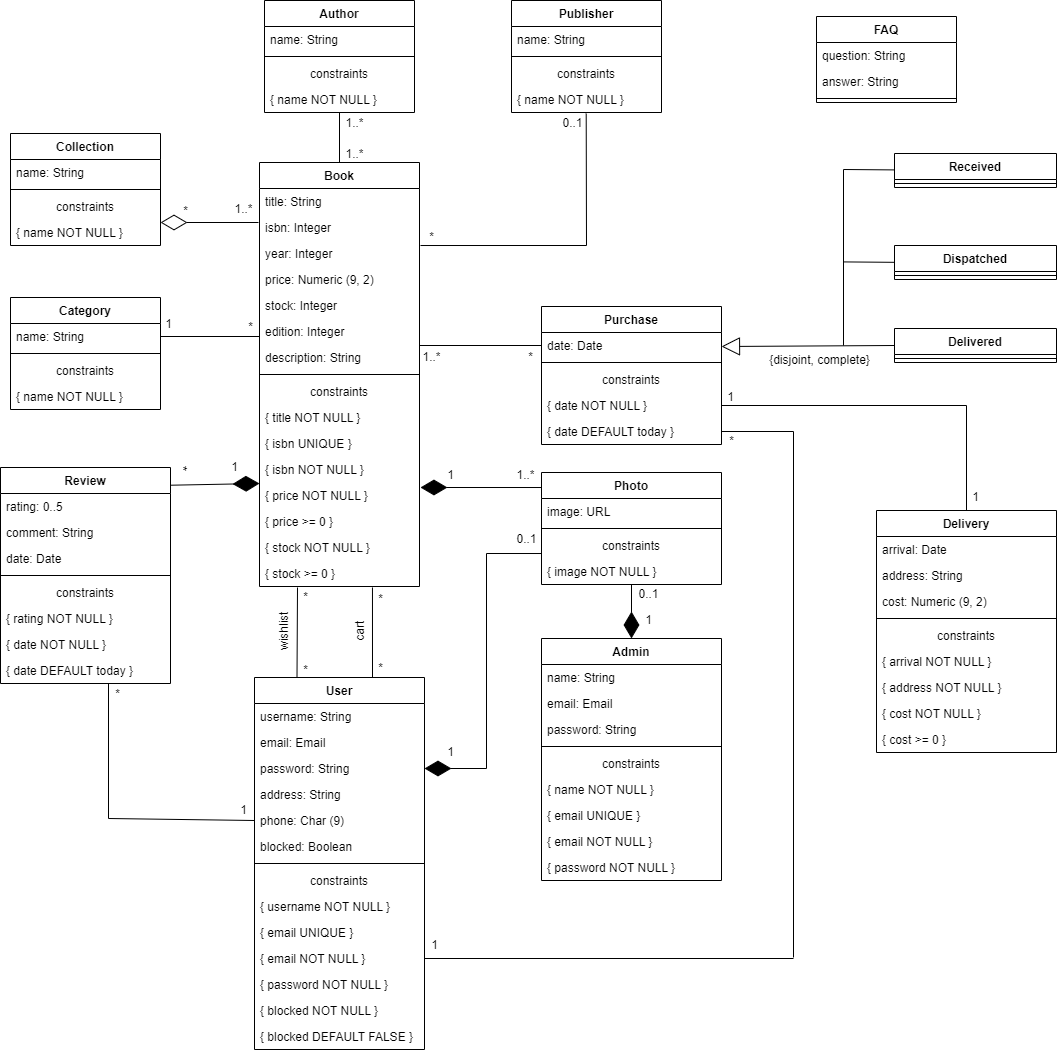 Author
name: String
constraints
{ name NOT NULL }
1..*
1..*
Publisher
name: String
constraints
{ name NOT NULL }
0..1
*
FAQ
question: String
answer: String
Collection
name: String
constraints
{ name NOT NULL }
*
1..*
Category
name: String
constraints
{ name NOT NULL }
1
*
Book
title: String
isbn: Integer
year: Integer
price: Numeric (9, 2)
stock: Integer
edition: Integer
description: String
constraints
{ title NOT NULL }
{ isbn UNIQUE }
{ isbn NOT NULL }
{ price NOT NULL }
{ price >= 0 }
{ stock NOT NULL }
{ stock >= 0 }
1..*
*
Purchase
date: Date
constraints
{ date NOT NULL }
{ date DEFAULT today }
{disjoint, complete}
Received
Dispatched
Delivered
1
*
1
Delivery
arrival: Date
address: String
cost: Numeric (9, 2)
constraints
{ arrival NOT NULL }
{ address NOT NULL }
{ cost NOT NULL }
{ cost >= 0 }
Review
rating: 0..5
comment: String
date: Date
constraints
{ rating NOT NULL }
{ date NOT NULL }
{ date DEFAULT today }
*
1
*
1
1
1..*
Photo
image: URL
constraints
{ image NOT NULL }
0..1
0..1
1
Admin
name: String
email: Email
password: String
constraints
{ name NOT NULL }
{ email UNIQUE }
{ email NOT NULL }
{ password NOT NULL }
*
wishlist
*
*
cart
*
User
username: String
email: Email
password: String
address: String
phone: Char (9)
blocked: Boolean
constraints
{ username NOT NULL }
{ email UNIQUE }
{ email NOT NULL }
{ password NOT NULL }
{ blocked NOT NULL }
{ blocked DEFAULT FALSE }
1
1